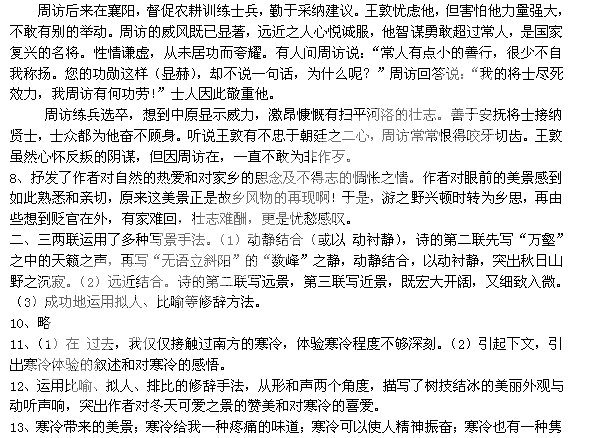 周访后来在襄阳，督促农耕训练士兵，勤于采纳建议。王敦忧虑他，但害怕他力量强大，
不敢有别的举动。周访的威风既已显著，远近之人心悦诚服，他智谋勇敢超过常人，是国家
复兴的名将。性情谦虚，从未居功而夸耀。有人问周访说：“常人有点小的善行，很少不自
我称扬。您的功勋这样（显赫），却不说一句话，为什么呢？”周访回答说：“我的将士尽死
效力，我周访有何功劳！”士人因此敬重他。
周访练兵选卒，想到中原显示威力，激昂慷慨有扫平河洛的壮志。善于安抚将士接纳
贤士，士众都为他奋不顾身。听说王敦有不忠于朝廷之二心，周访常常恨得咬牙切齿。王敦
虽然心怀反叛的阴谋，但因周访在，一直不敢为非作歹。
8、抒发了作者对自然的热爱和对家乡的思念及不得志的惆怅之情。作者对眼前的美景感到
如此熟悉和亲切，原来这美景正是故乡风物的再现啊！于是，游之野兴顿时转为乡思，再由
些想到贬官在外，有家难回，壮志难酬，更是忧愁感叹。
二、三两联运用了多种写景手法。（1）动静结合（或以 动衬静），诗的第二联先写“万壑”
之中的天籁之声，再写“无语立斜阳”的“数峰”之静，动静结合，以动衬静，突出秋日山
野之沉寂。（2）远近结合。诗的第二联写远景，第三联写近景，既宏大开阔，又细致入微。
（3）成功地运用拟人、比喻等修辞方法。
10、略
11、（1）在 过去，我仅仅接触过南方的寒冷，体验寒冷程度不够深刻。（2）引起下文，引
出寒冷体验的叙述和对寒冷的感悟。
12、运用比喻、拟人、排比的修辞手法，从形和声两个角度，描写了树技结冰的美丽外观与
动听声响，突出作者对冬天可爱之景的赞美和对寒冷的喜爱。
13、寒冷带来的美景；寒冷给我一种疼痛的味道；寒冷可以使人精神振奋；寒冷也有一种隽